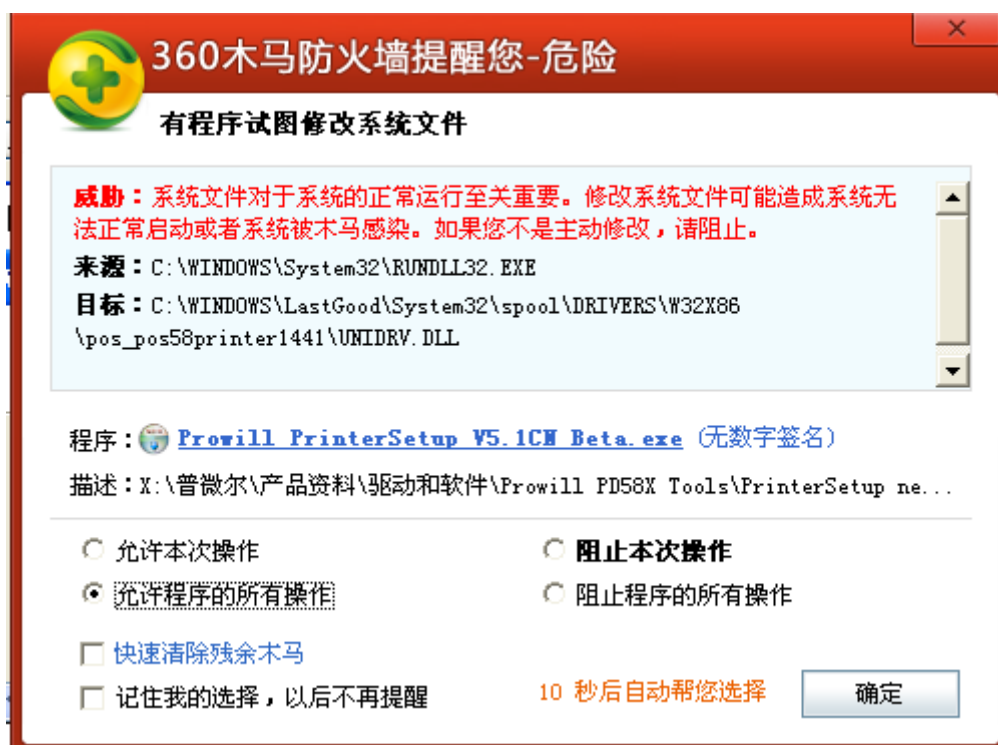 360木马防火墙提醒您-危险
有程序试图修改系统文件
威胁：系统文件对于系统的正常运行至关重要。修改系统文件可能造成系统无
法正常启动或者系统被木马感染。如果您不是主动修改，请阻止。
来源：C:\WINDOWS\System32\RUNDLL32.EXE
目标：C:\WINDOWS\LastGood\System32\spool\DRIVERS\W32X86
\pos_pos58printer1441\UNIDRV.DLL
程序：Prowill PrinterSetup V5.1CN Beta.exe (无数字签名)
描述：X:\普微尔\产品资料\驱动和软件\Prowill PD58X Tools\PrinterSetup ne...
允许本次操作 阻止本次操作
允许程序的所有操作 阻止程序的所有操作
快速清除残余木马
记住我的选择，以后不再提醒 10 秒后自动帮您选择 确定